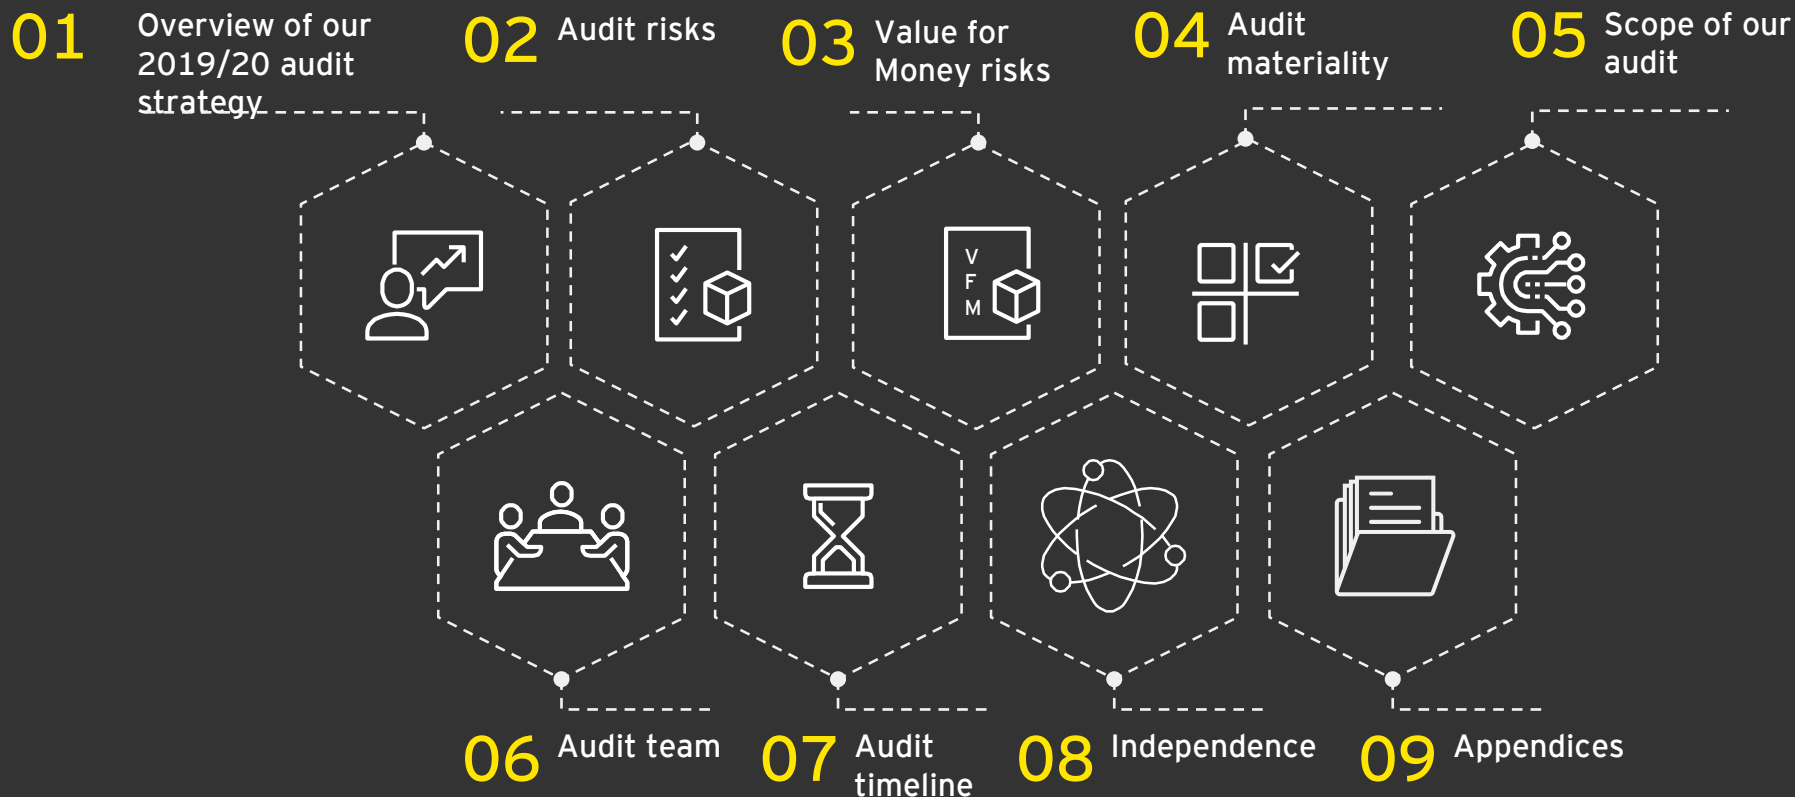 01
Overview of our
2019/20 audit
strategy
02
Audit risks
03
Value for
Money risks
04
Audit
materiality
05
Scope of our
audit
V
F
M
06
Audit team
07
Audit
timeline
08
Independence
09
Appendices